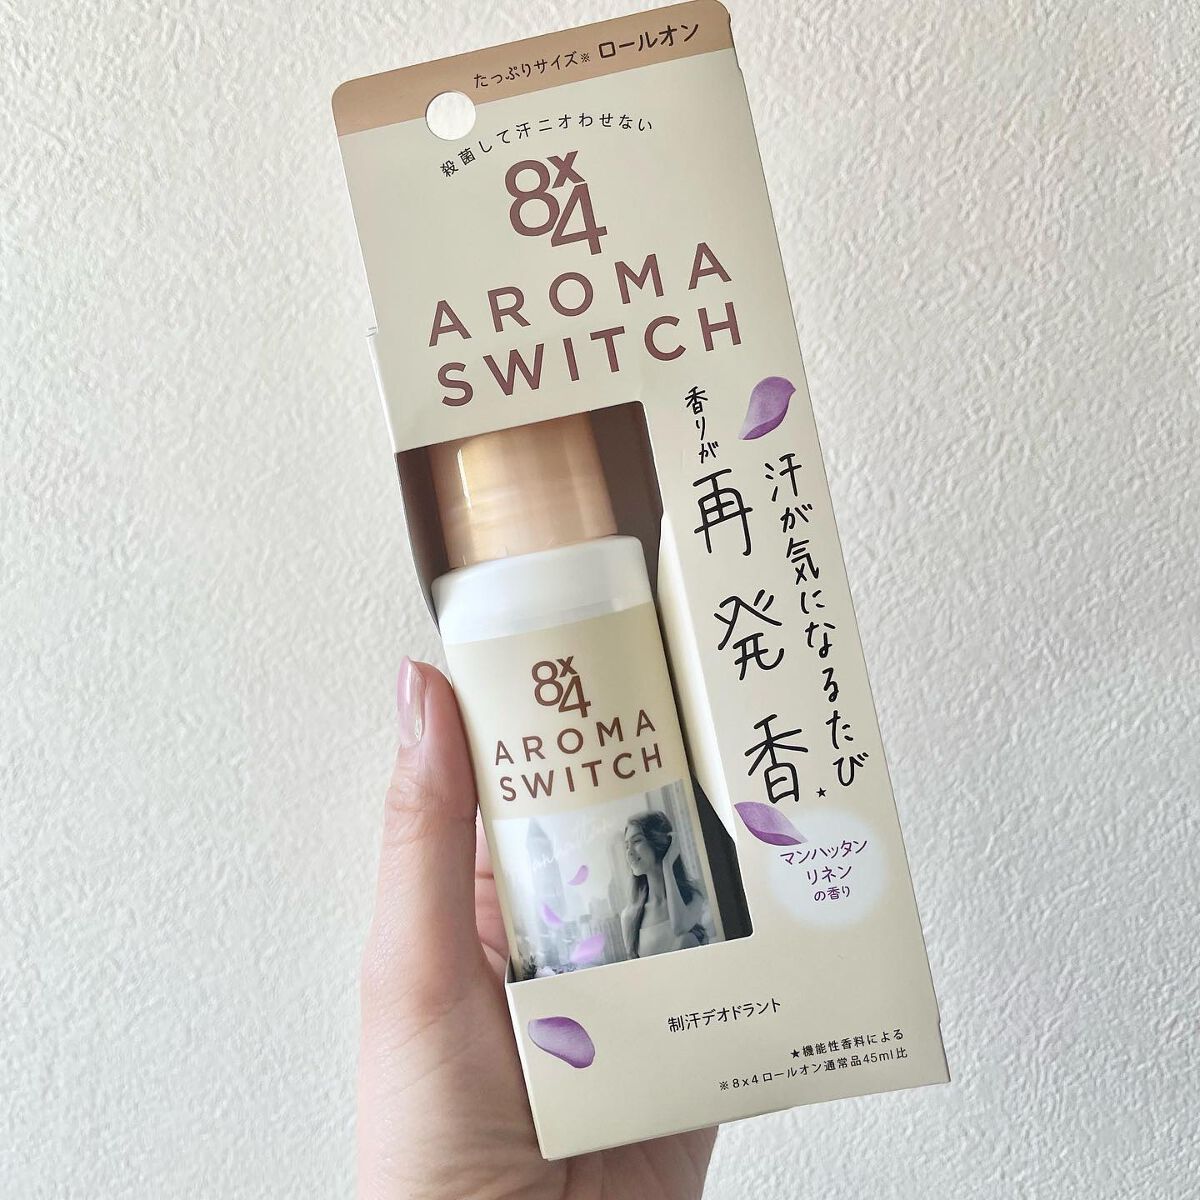 たっぷりサイズ※ ロールオン
殺菌して汗ニオわせない
8x4
AROMA
SWITCH
汗が気になるたび
香りが
再発香★
マンハッタン
リネン
の香り
8x4
AROMA
SWITCH
制汗デオドラント
★機能性香料による
※8x4ロールオン通常品45ml比